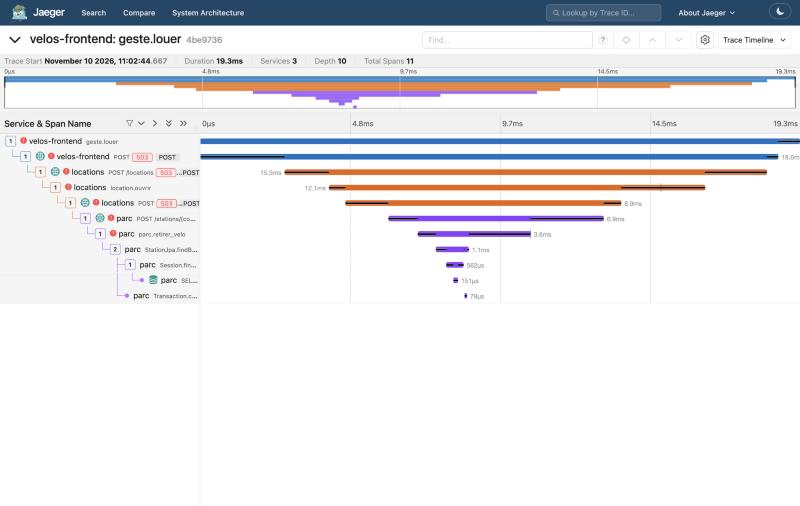 Jaeger Search Compare System Architecture Lookup by Trace ID... About Jaeger
velos-frontend: geste.louer 4be9736 Find... ? Trace Timeline
Trace Start November 10 2026, 11:02:44.667 Duration 19.3ms Services 3 Depth 10 Total Spans 11
0μs 4.8ms 9.7ms 14.5ms 19.3ms
Service & Span Name 0μs 4.8ms 9.7ms 14.5ms 19.3ms
1 velos-frontend geste.louer
1 velos-frontend POST 503 POST 18.6m
1 locations POST /locations 503 ...POST 15.5ms
1 locations location.ouvrir 12.1ms
1 locations POST 503 ...POST 8.9ms
1 parc POST /stations/{co... 6.9ms
1 parc parc.retirer_velo 3.6ms
2 parc StationJpa.findB... 1.1ms
1 parc Session.fin... 562μs
parc SEL... 151μs
parc Transaction.c... 79μs